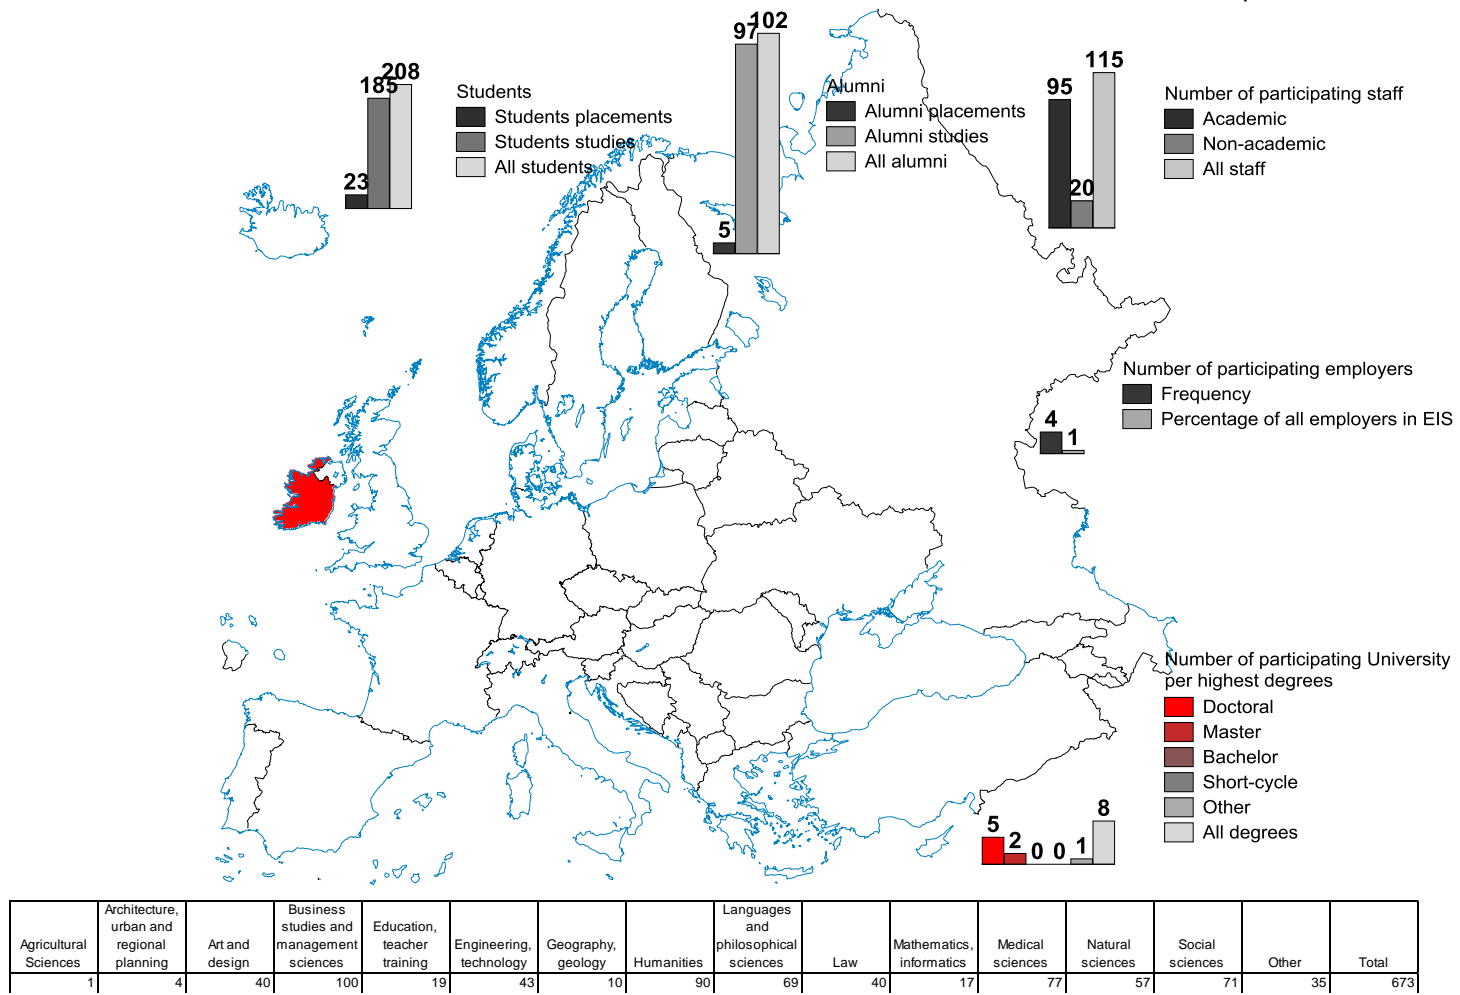 Students
Students placements
Students studies
All students
23
185
208
Alumni
Alumni placements
Alumni studies
All alumni
5
97
102
Number of participating staff
Academic
Non-academic
All staff
95
20
115
Number of participating employers
Frequency
Percentage of all employers in EIS
4
1
Number of participating University
per highest degrees
Doctoral
Master
Bachelor
Short-cycle
Other
All degrees
5
2
0
0
1
8
Agricultural
Sciences
Architecture,
urban and
regional
planning
Art and
design
Business
studies and
management
sciences
Education,
teacher
training
Engineering,
technology
Geography,
geology
Humanities
Languages
and
philosophical
sciences
Law
Mathematics,
informatics
Medical
sciences
Natural
sciences
Social
sciences
Other
Total
1 4 40 100 19 43 10 90 69 40 17 77 57 71 35 673